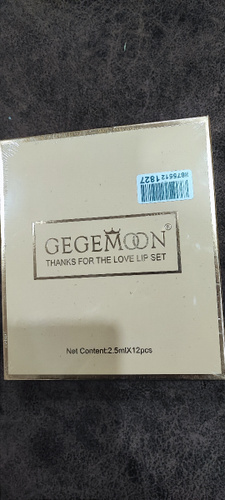 GEGEMOON®
THANKS FOR THE LOVE LIP SET
Net Content:2.5mlX12pcs